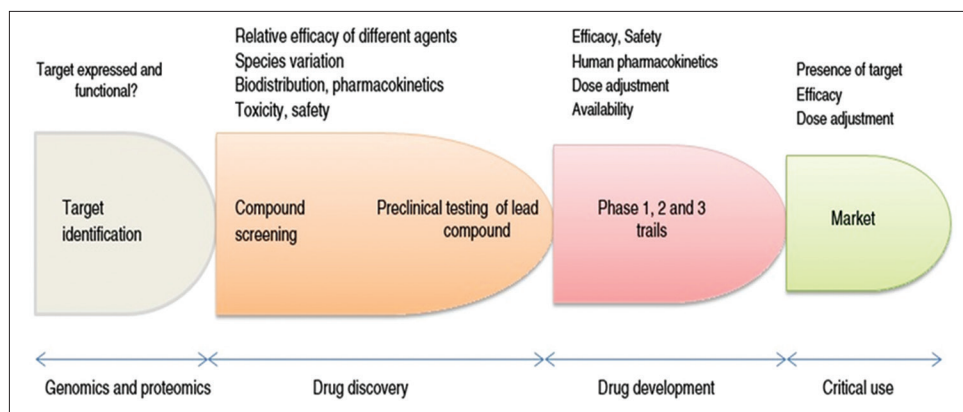 Target expressed and
functional?
Relative efficacy of different agents
Species variation
Biodistribution, pharmacokinetics
Toxicity, safety
Efficacy, Safety
Human pharmacokinetics
Dose adjustment
Availability
Presence of target
Efficacy
Dose adjustment
Target
identification
Compound
screening
Preclinical testing of lead
compound
Phase 1, 2 and 3
trails
Market
Genomics and proteomics
Drug discovery
Drug development
Critical use